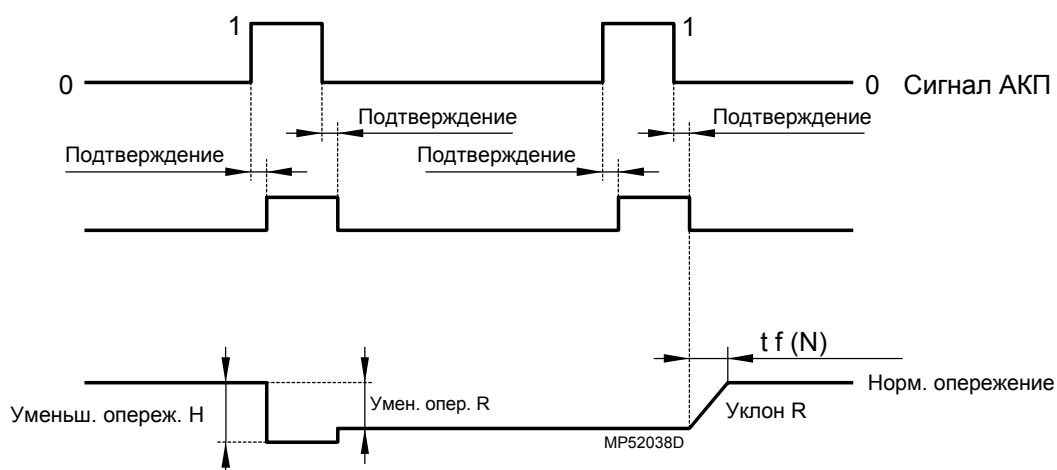 1
1
0
0 Сигнал АКП
Подтверждение
Подтверждение
Подтверждение
Подтверждение
t f (N)
Норм. опережение
Уменьш. опереж. H
Умен. опер. R
Уклон R
MP52038D